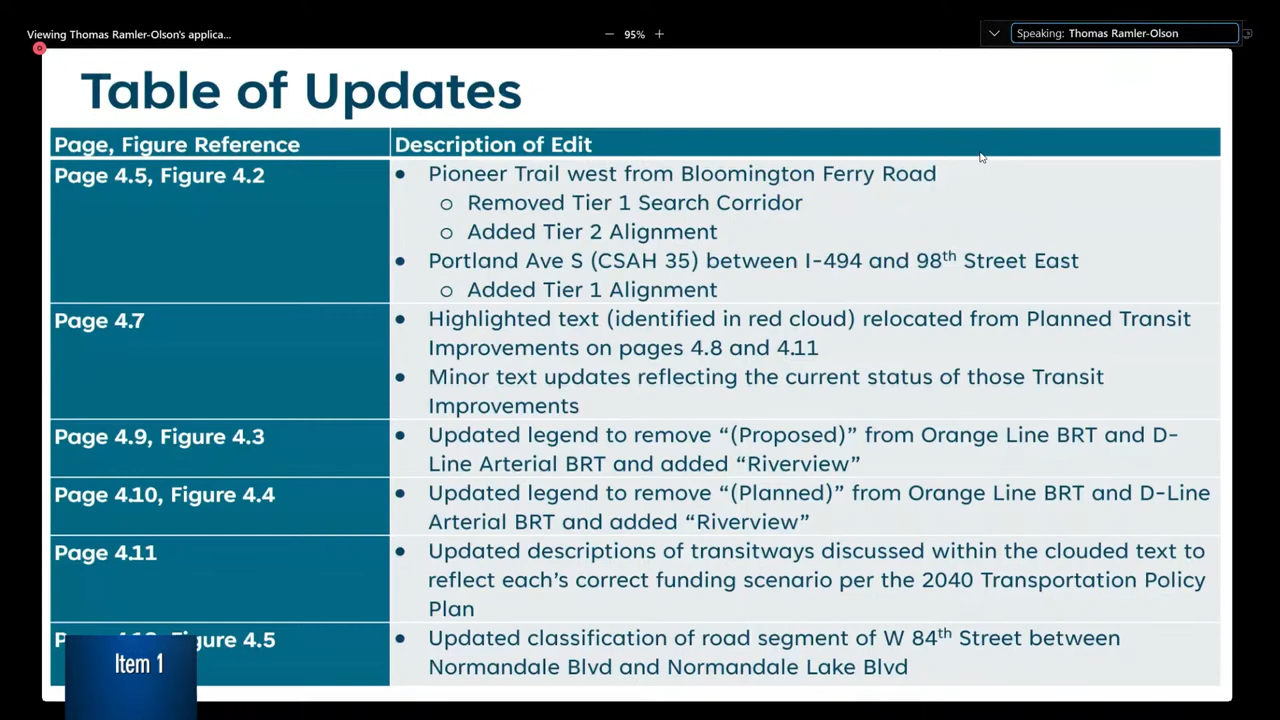 Viewing Thomas Ramler-Olson's applica...
95%
Speaking: Thomas Ramler-Olson
Table of Updates
Page, Figure Reference
Description of Edit
Page 4.5, Figure 4.2
• Pioneer Trail west from Bloomington Ferry Road
o Removed Tier 1 Search Corridor
o Added Tier 2 Alignment
• Portland Ave S (CSAH 35) between I-494 and 98th Street East
o Added Tier 1 Alignment
Page 4.7
• Highlighted text (identified in red cloud) relocated from Planned Transit
Improvements on pages 4.8 and 4.11
• Minor text updates reflecting the current status of those Transit
Improvements
Page 4.9, Figure 4.3
• Updated legend to remove “(Proposed)” from Orange Line BRT and D-
Line Arterial BRT and added “Riverview”
Page 4.10, Figure 4.4
• Updated legend to remove “(Planned)” from Orange Line BRT and D-Line
Arterial BRT and added “Riverview”
Page 4.11
• Updated descriptions of transitways discussed within the clouded text to
reflect each’s correct funding scenario per the 2040 Transportation Policy
Plan
Figure 4.5
• Updated classification of road segment of W 84th Street between
Normandale Blvd and Normandale Lake Blvd
Item 1